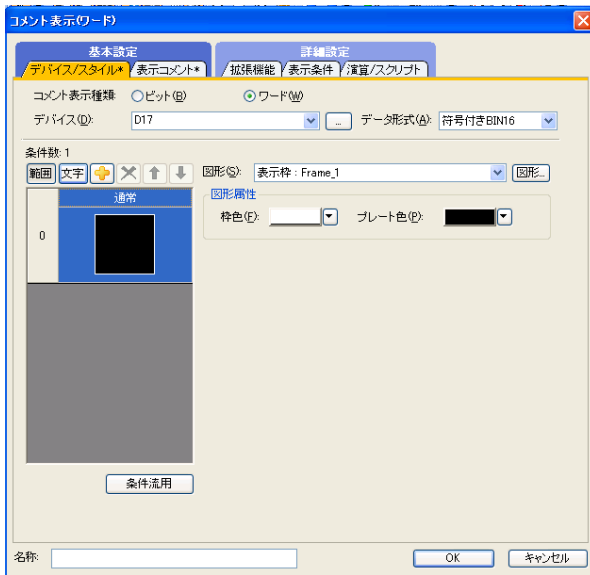 コメント表示(ワード)
基本設定 詳細設定
デバイス/スタイル* 表示コメント* 拡張機能 表示条件 演算/スクリプト
コメント表示種類: ビット(B) ワード(W)
デバイス(D): D17 ... データ形式(A): 符号付きBIN16
条件数: 1
範囲 文字 図形(S): 表示枠 : Frame_1 図形...
通常 図形属性
枠色(F): プレート色(P):
0
条件流用
名称: OK キャンセル